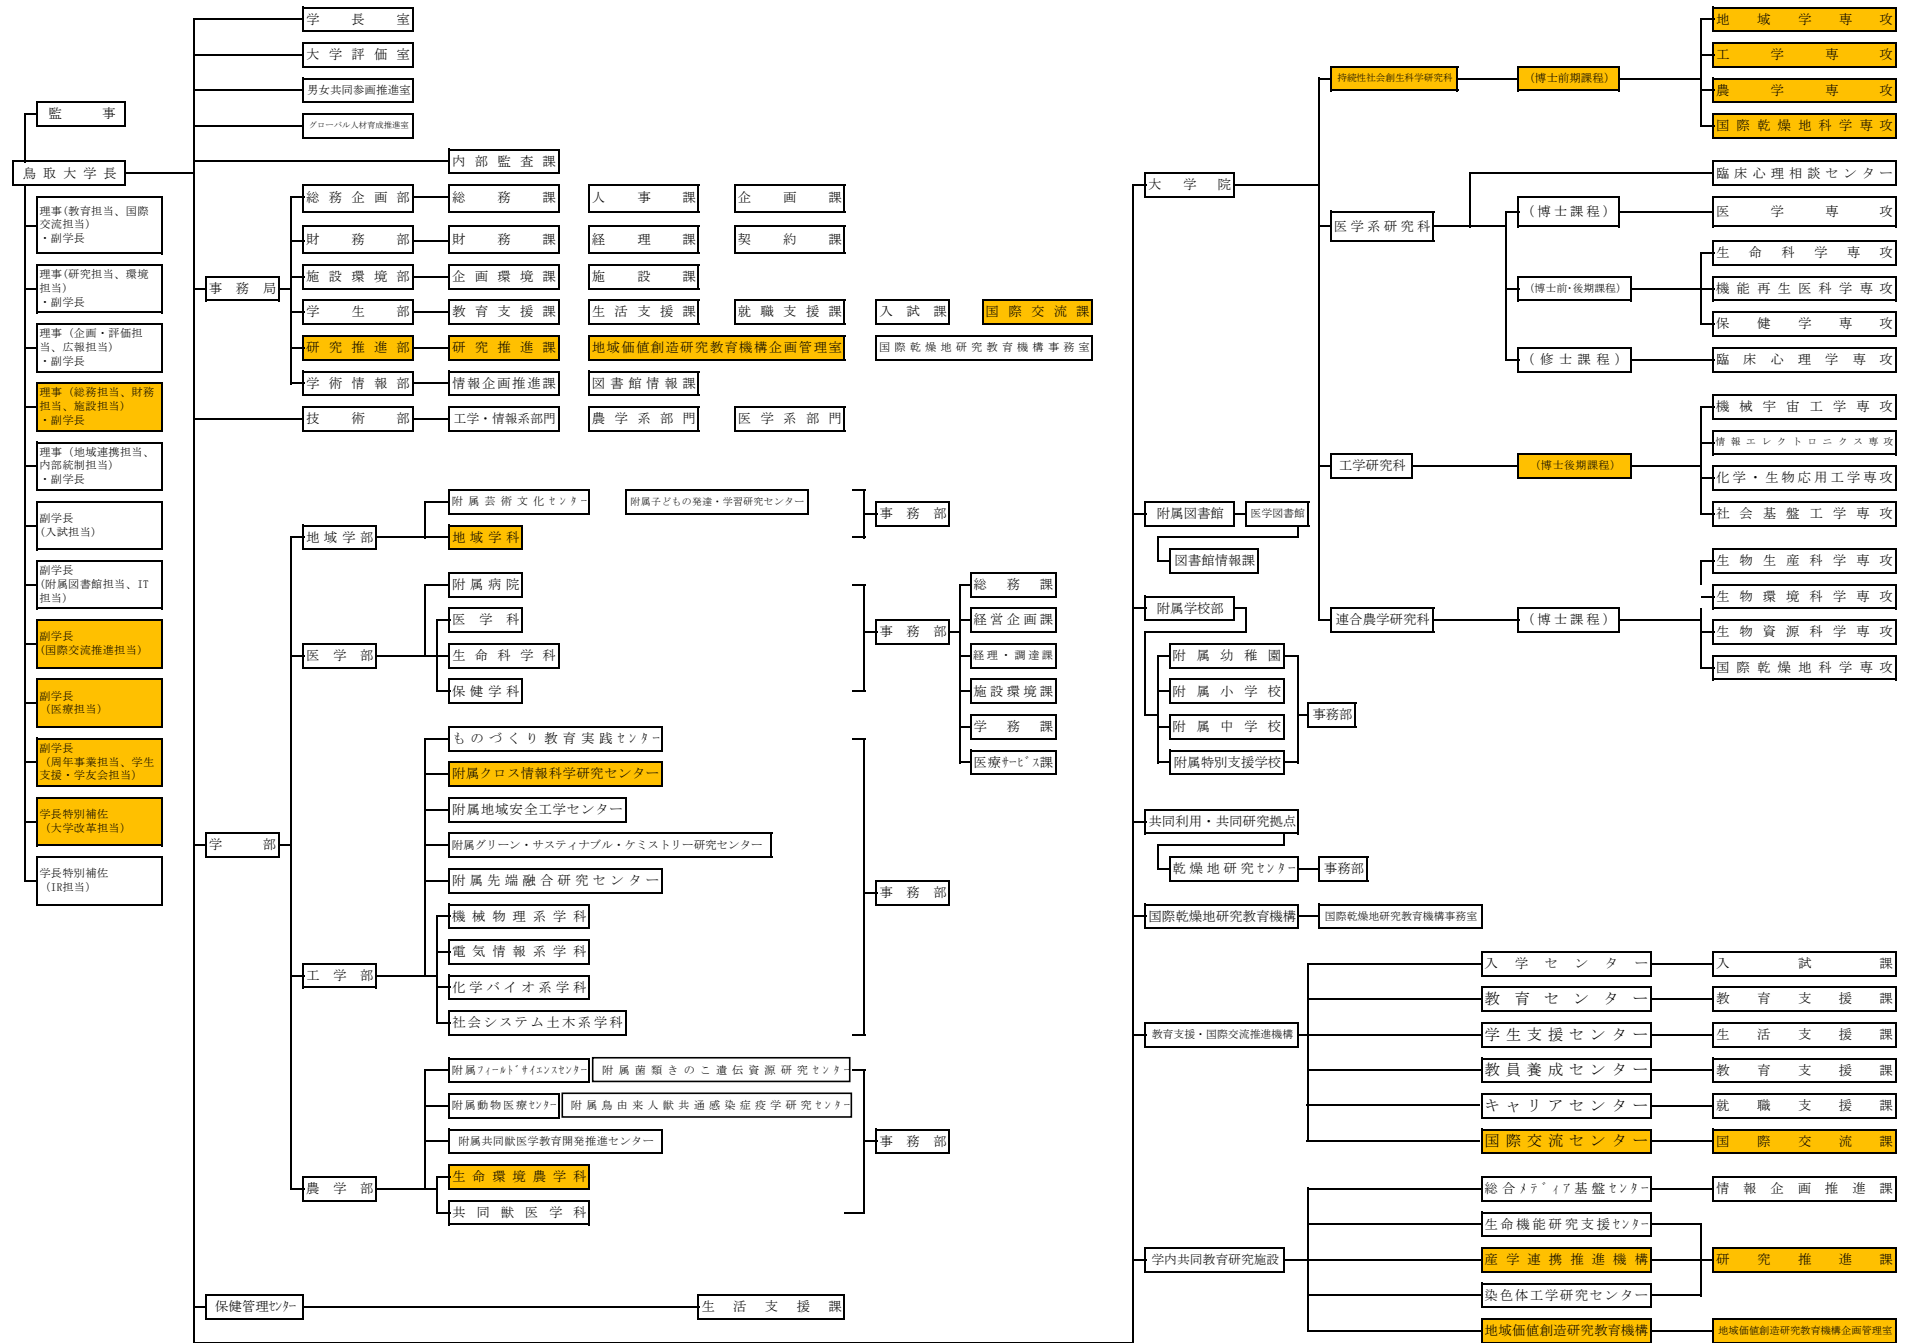 学長室
大学評価室
男女共同参画推進室
グローバル人材育成推進室
監事
鳥取大学長
理事(教育担当、国際
交流担当)
・副学長
理事(研究担当、環境
担当)
・副学長
理事(企画・評価担
当、広報担当)
・副学長
理事(総務担当、財務
担当、施設担当)
・副学長
理事(地域連携担当、
内部統制担当)
・副学長
副学長
(入試担当)
副学長
(附属図書館担当、IT
担当)
副学長
(国際交流推進担当)
副学長
(医療担当)
副学長
(周年事業担当、学生
支援・学友会担当)
学長特別補佐
(大学改革担当)
学長特別補佐
(IR担当)
内部監査課
事務局
総務企画部 総務課 人事課 企画課
財務部 財務課 経理課 契約課
施設環境部 企画環境課 施設課
学生部 教育支援課 生活支援課 就職支援課 入試課 国際交流課
研究推進部 研究推進課 地域価値創造研究教育機構企画管理室 国際乾燥地研究教育機構事務室
学術情報部 情報企画推進課 図書館情報課
技術部 工学・情報系部門 農学系部門 医学系部門
学部
地域学部
附属芸術文化センター 附属子どもの発達・学習研究センター
地域学科
事務部
医学部
附属病院
医学科
生命科学科
保健学科
事務部
総務課
経営企画課
経理・調達課
施設環境課
学務課
医療サービス課
工学部
ものづくり教育実践センター
附属クロス情報科学研究センター
附属地域安全工学センター
附属グリーン・サスティナブル・ケミストリー研究センター
附属先端融合研究センター
機械物理系学科
電気情報系学科
化学バイオ系学科
社会システム土木系学科
事務部
農学部
附属フィールドサイエンスセンター 附属菌類きのこ遺伝資源研究センター
附属動物医療センター 附属鳥由来人獣共通感染症疫学研究センター
附属共同獣医学教育開発推進センター
生命環境農学科
共同獣医学科
事務部
保健管理センター 生活支援課
大学院
持続性社会創生科学研究科 (博士前期課程)
地域学専攻
工学専攻
農学専攻
国際乾燥地科学専攻
医学系研究科
臨床心理相談センター
(博士課程) 医学専攻
(博士前・後期課程)
生命科学専攻
機能再生医科学専攻
保健学専攻
(修士課程) 臨床心理学専攻
工学研究科 (博士後期課程)
機械宇宙工学専攻
情報エレクトロニクス専攻
化学・生物応用工学専攻
社会基盤工学専攻
連合農学研究科 (博士課程)
生物生産科学専攻
生物環境科学専攻
生物資源科学専攻
国際乾燥地科学専攻
附属図書館 医学図書館
図書館情報課
附属学校部
附属幼稚園
附属小学校
附属中学校
附属特別支援学校
事務部
共同利用・共同研究拠点
乾燥地研究センター 事務部
国際乾燥地研究教育機構 国際乾燥地研究教育機構事務室
教育支援・国際交流推進機構
入学センター 入試課
教育センター 教育支援課
学生支援センター 生活支援課
教員養成センター 教育支援課
キャリアセンター 就職支援課
国際交流センター 国際交流課
学内共同教育研究施設
総合メディア基盤センター 情報企画推進課
生命機能研究支援センター
産学連携推進機構 研究推進課
染色体工学研究センター
地域価値創造研究教育機構 地域価値創造研究教育機構企画管理室